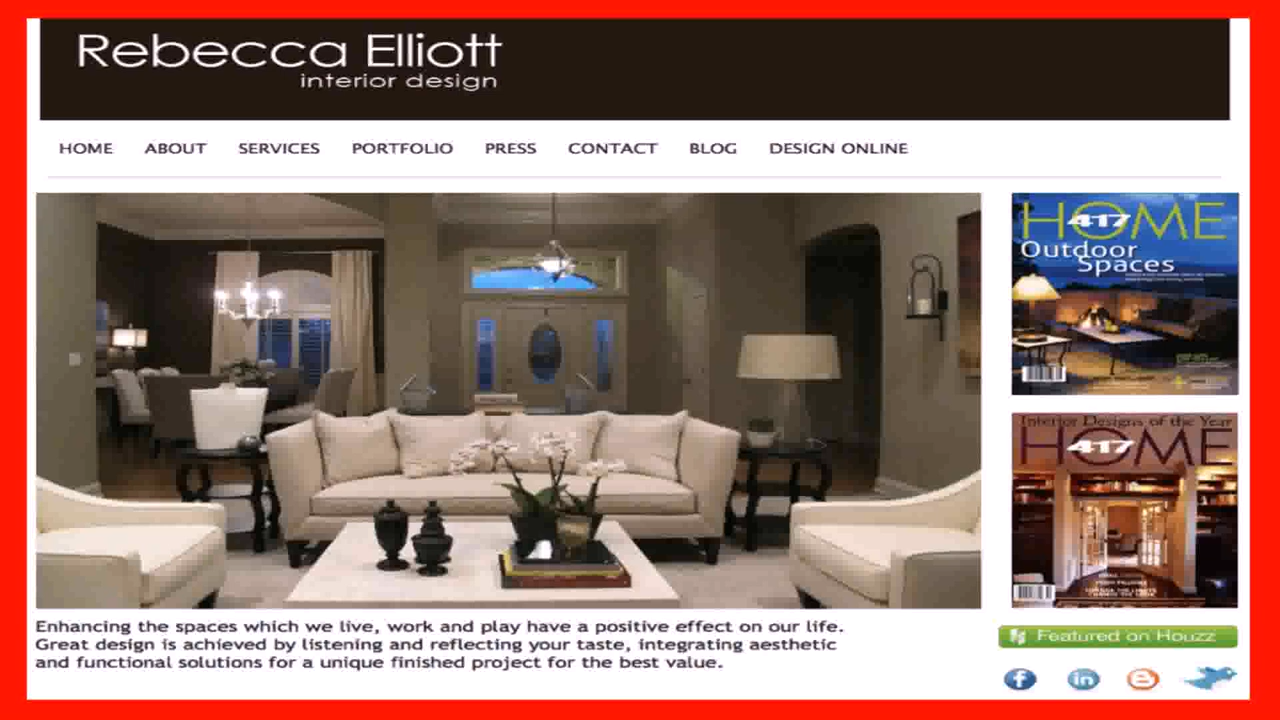 Rebecca Elliott
interior design
HOME ABOUT SERVICES PORTFOLIO PRESS CONTACT BLOG DESIGN ONLINE
HOME
417
Outdoor
Spaces
Interior Designs of the Year
HOME
417
Enhancing the spaces which we live, work and play have a positive effect on our life.
Great design is achieved by listening and reflecting your taste, integrating aesthetic
and functional solutions for a unique finished project for the best value.
Featured on Houzz
f
in
B